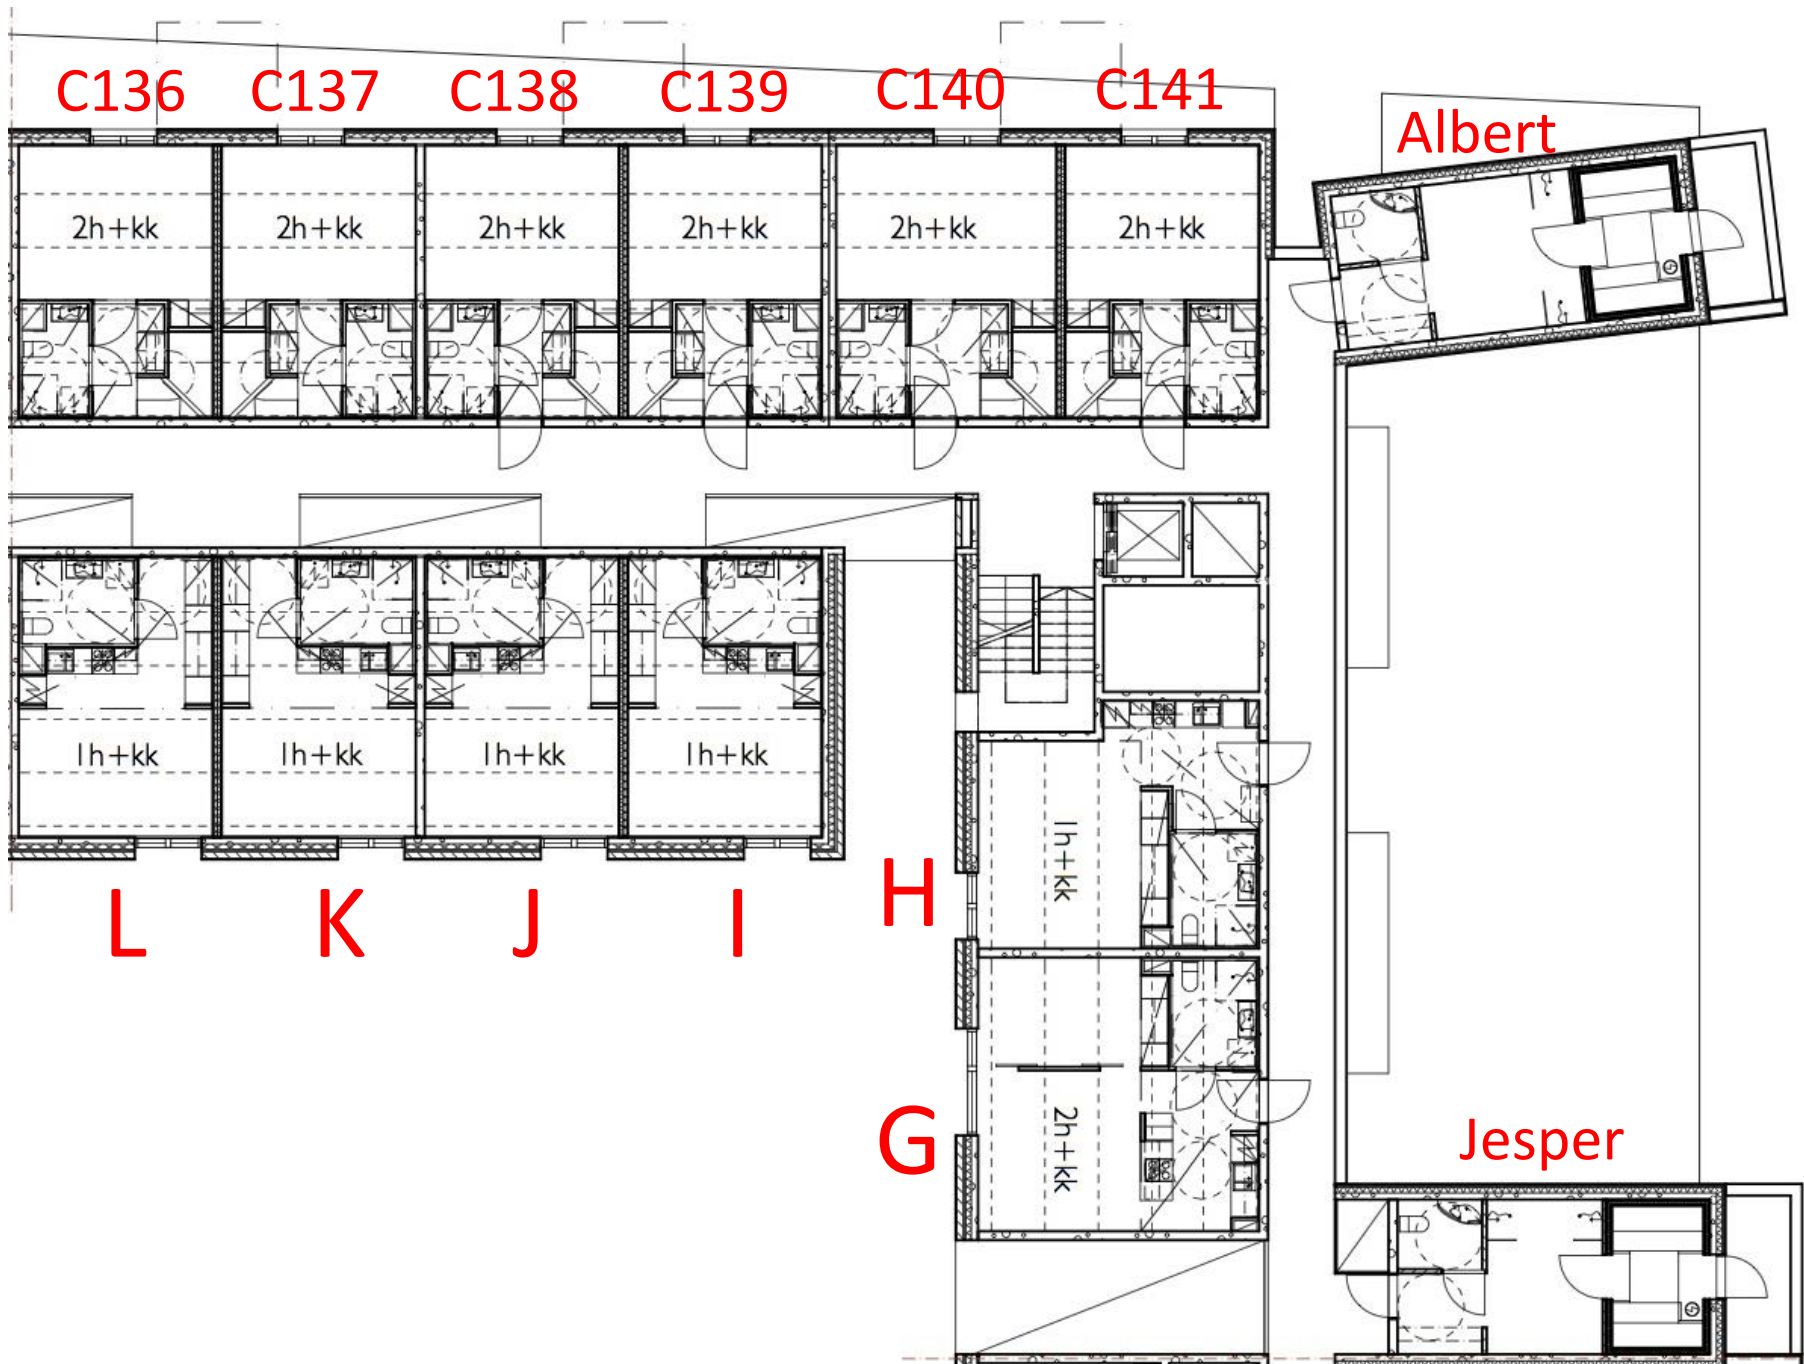 C136 C137 C138 C139 C140 C141
Albert
2h+kk 2h+kk 2h+kk 2h+kk 2h+kk 2h+kk
1h+kk 1h+kk 1h+kk 1h+kk
1h+kk
L K J I H
2h+kk
G
Jesper